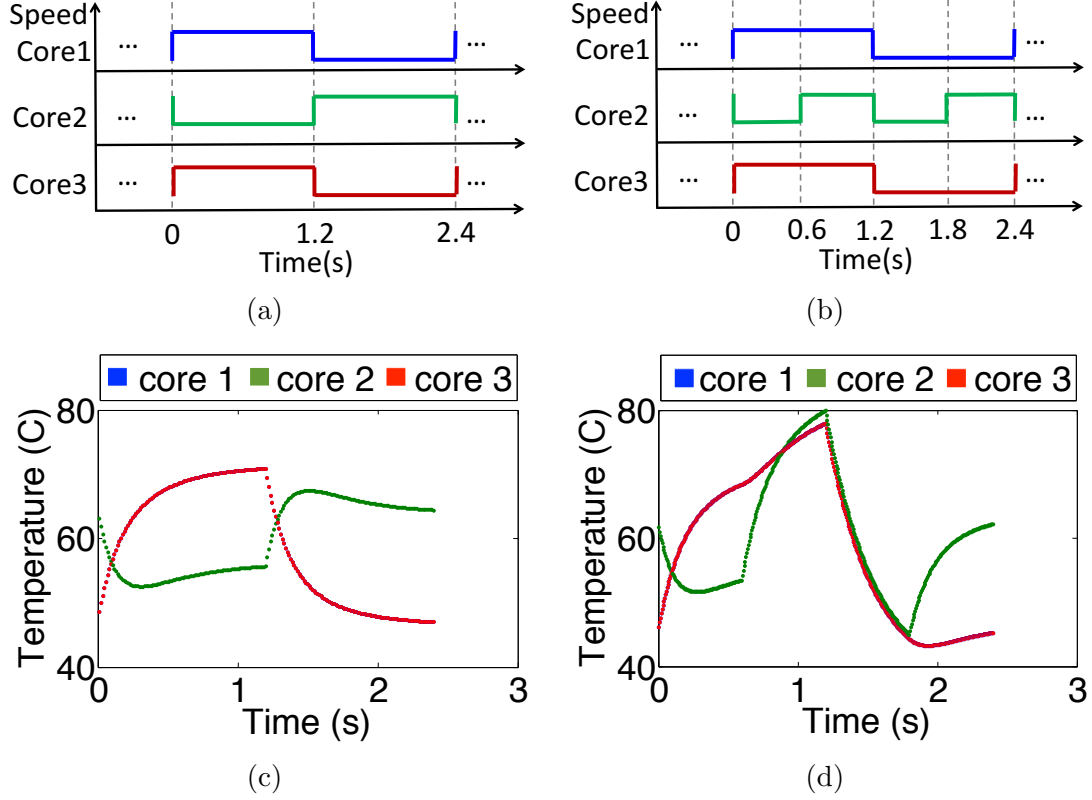 Speed
Core1 ... ...
Core2 ... ...
Core3 ... ...
0 1.2 2.4
Time(s)
(a)
Speed
Core1 ... ...
Core2 ... ...
Core3 ... ...
0 0.6 1.2 1.8 2.4
Time(s)
(b)
core 1 core 2 core 3
80
60
40
Temperature (C)
0 1 2 3
Time (s)
(c)
core 1 core 2 core 3
80
60
40
Temperature (C)
0 1 2 3
Time (s)
(d)